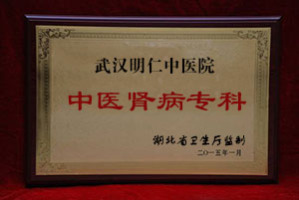 武汉明仁中医院
中医肾病专科
湖北省卫生厅监制
二〇一五年一月